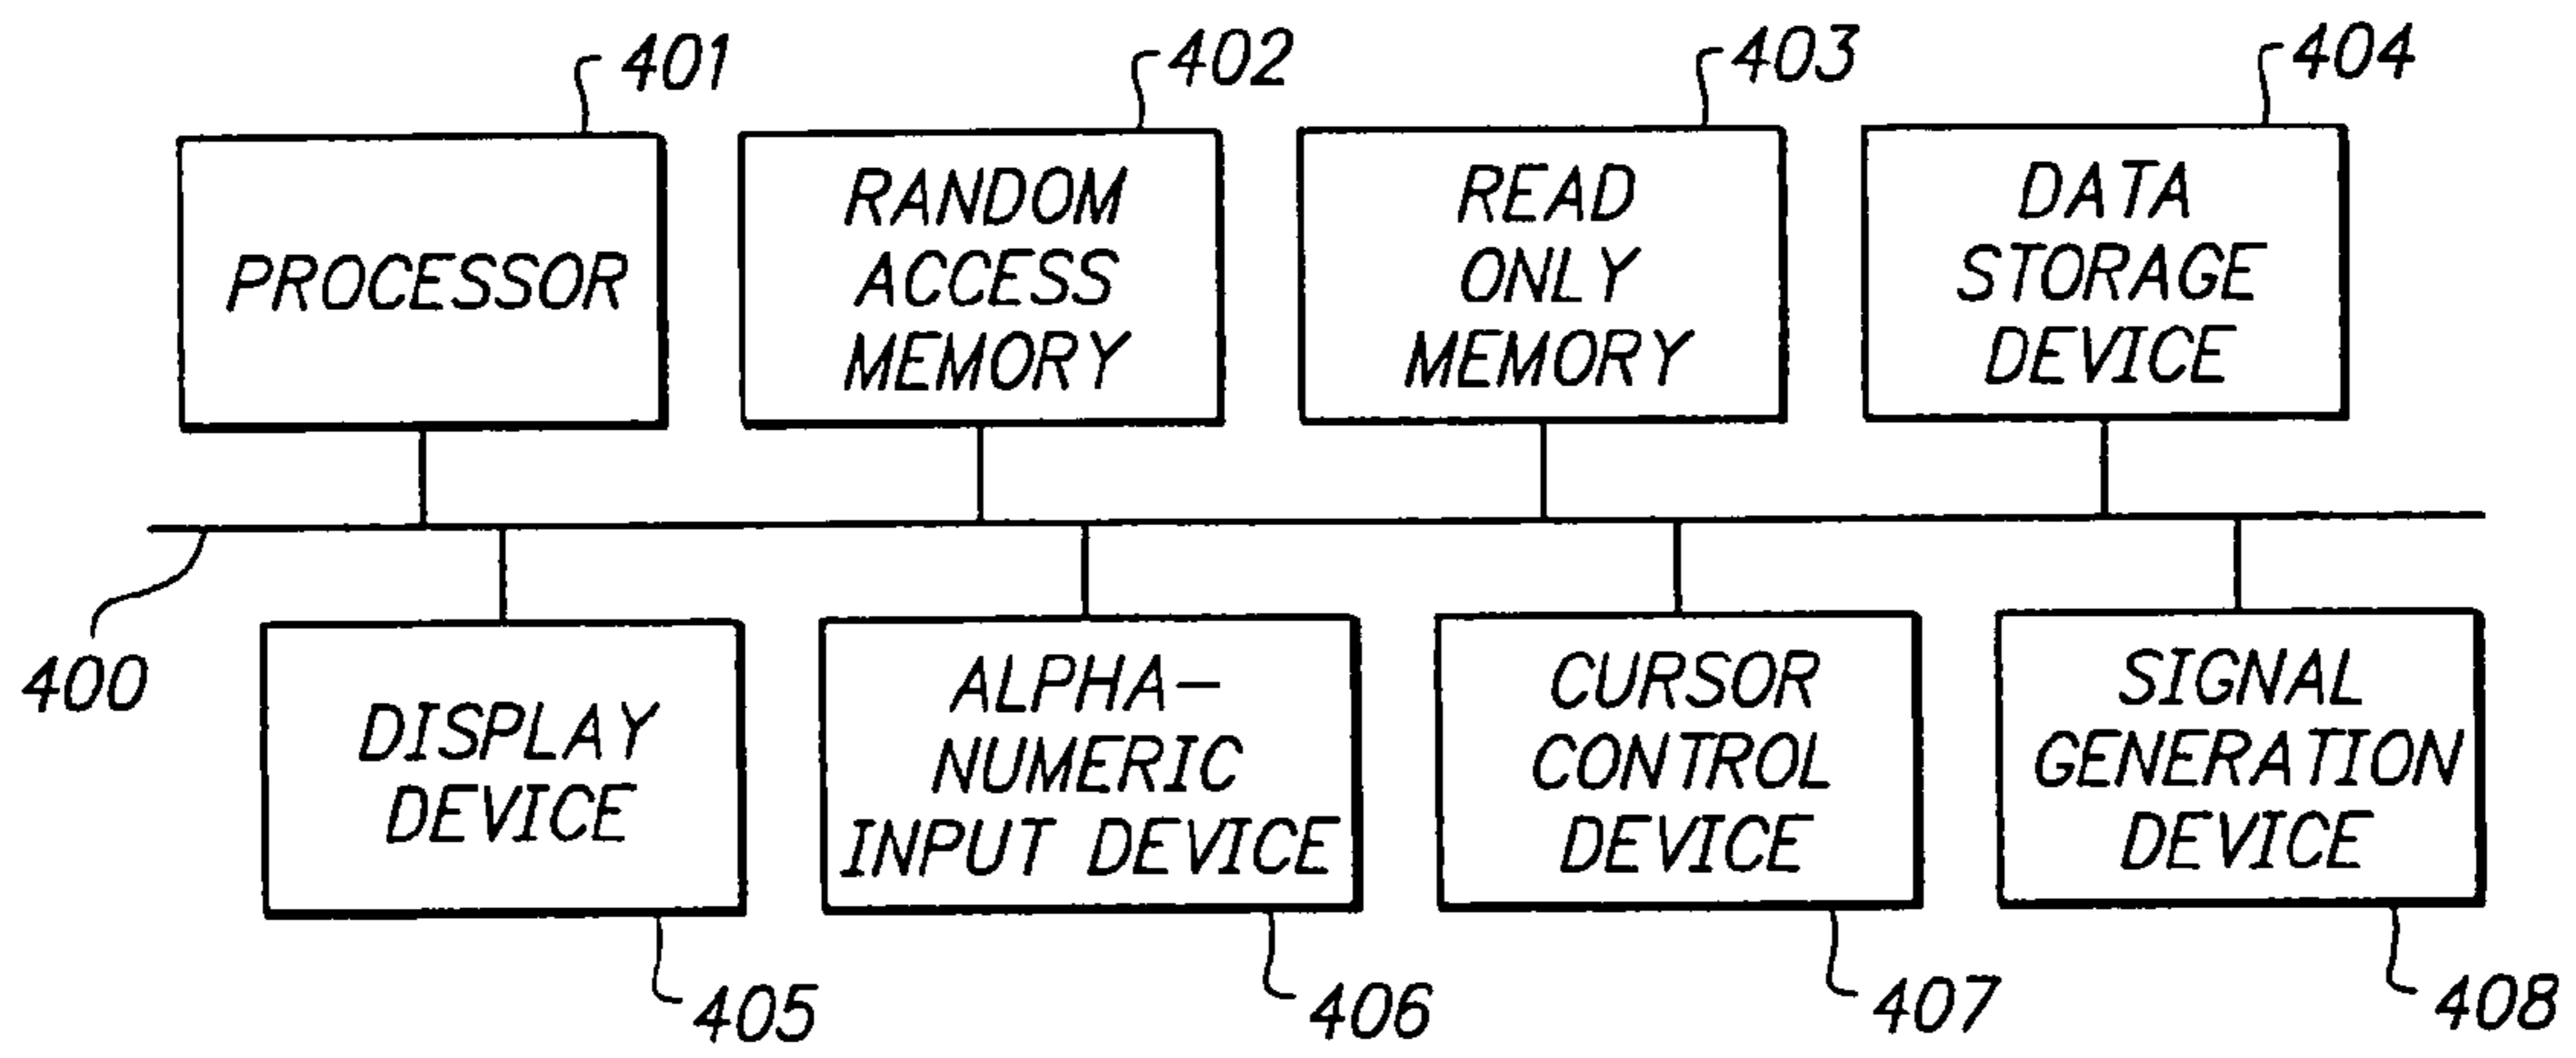 401
402
403
404
PROCESSOR
RANDOM
ACCESS
MEMORY
READ
ONLY
MEMORY
DATA
STORAGE
DEVICE
400
DISPLAY
DEVICE
ALPHA-
NUMERIC
INPUT DEVICE
CURSOR
CONTROL
DEVICE
SIGNAL
GENERATION
DEVICE
405
406
407
408